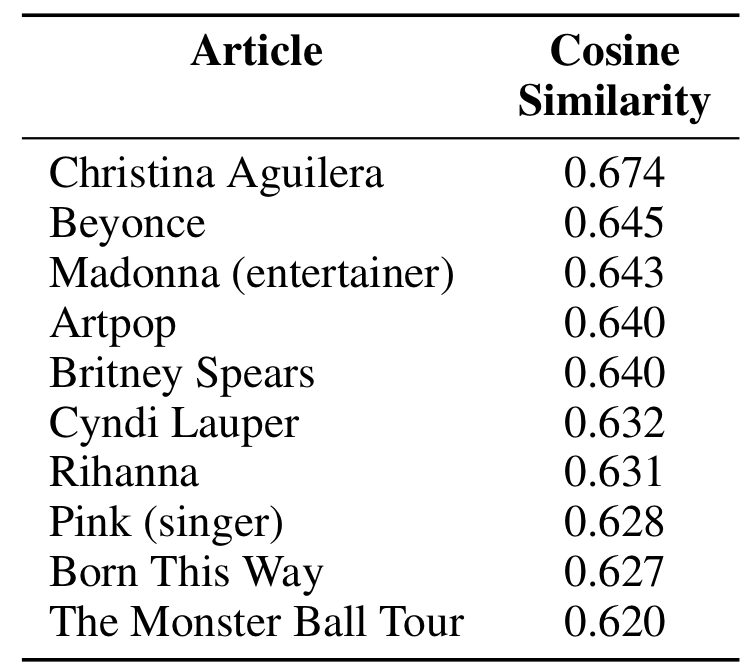 Article Cosine
Similarity
Christina Aguilera 0.674
Beyonce 0.645
Madonna (entertainer) 0.643
Artpop 0.640
Britney Spears 0.640
Cyndi Lauper 0.632
Rihanna 0.631
Pink (singer) 0.628
Born This Way 0.627
The Monster Ball Tour 0.620